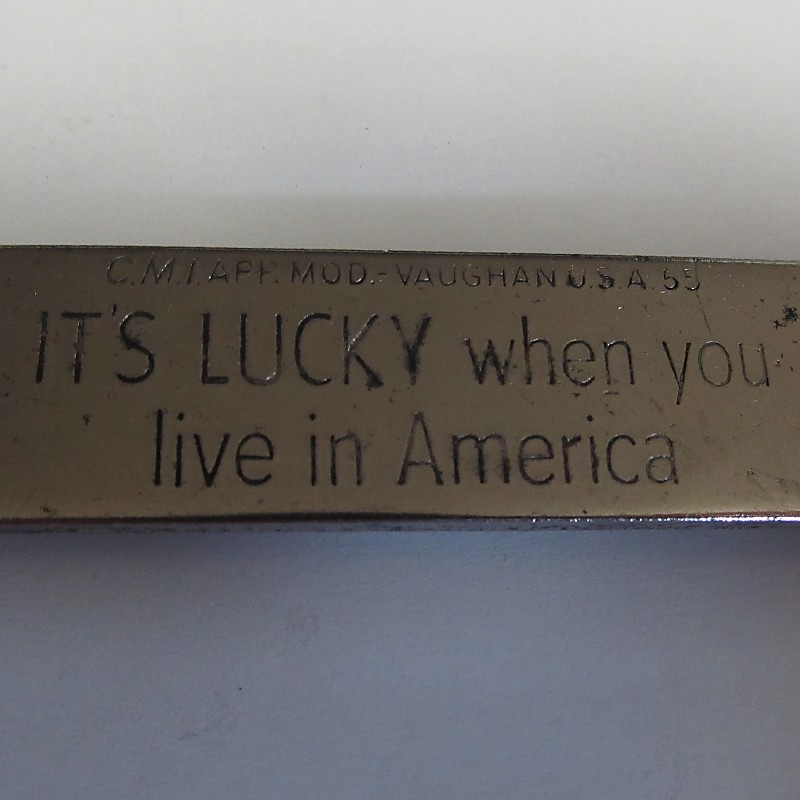 C.M.I. APP. MOD.-VAUGHAN U.S.A. 55
IT'S LUCKY when you
live in America